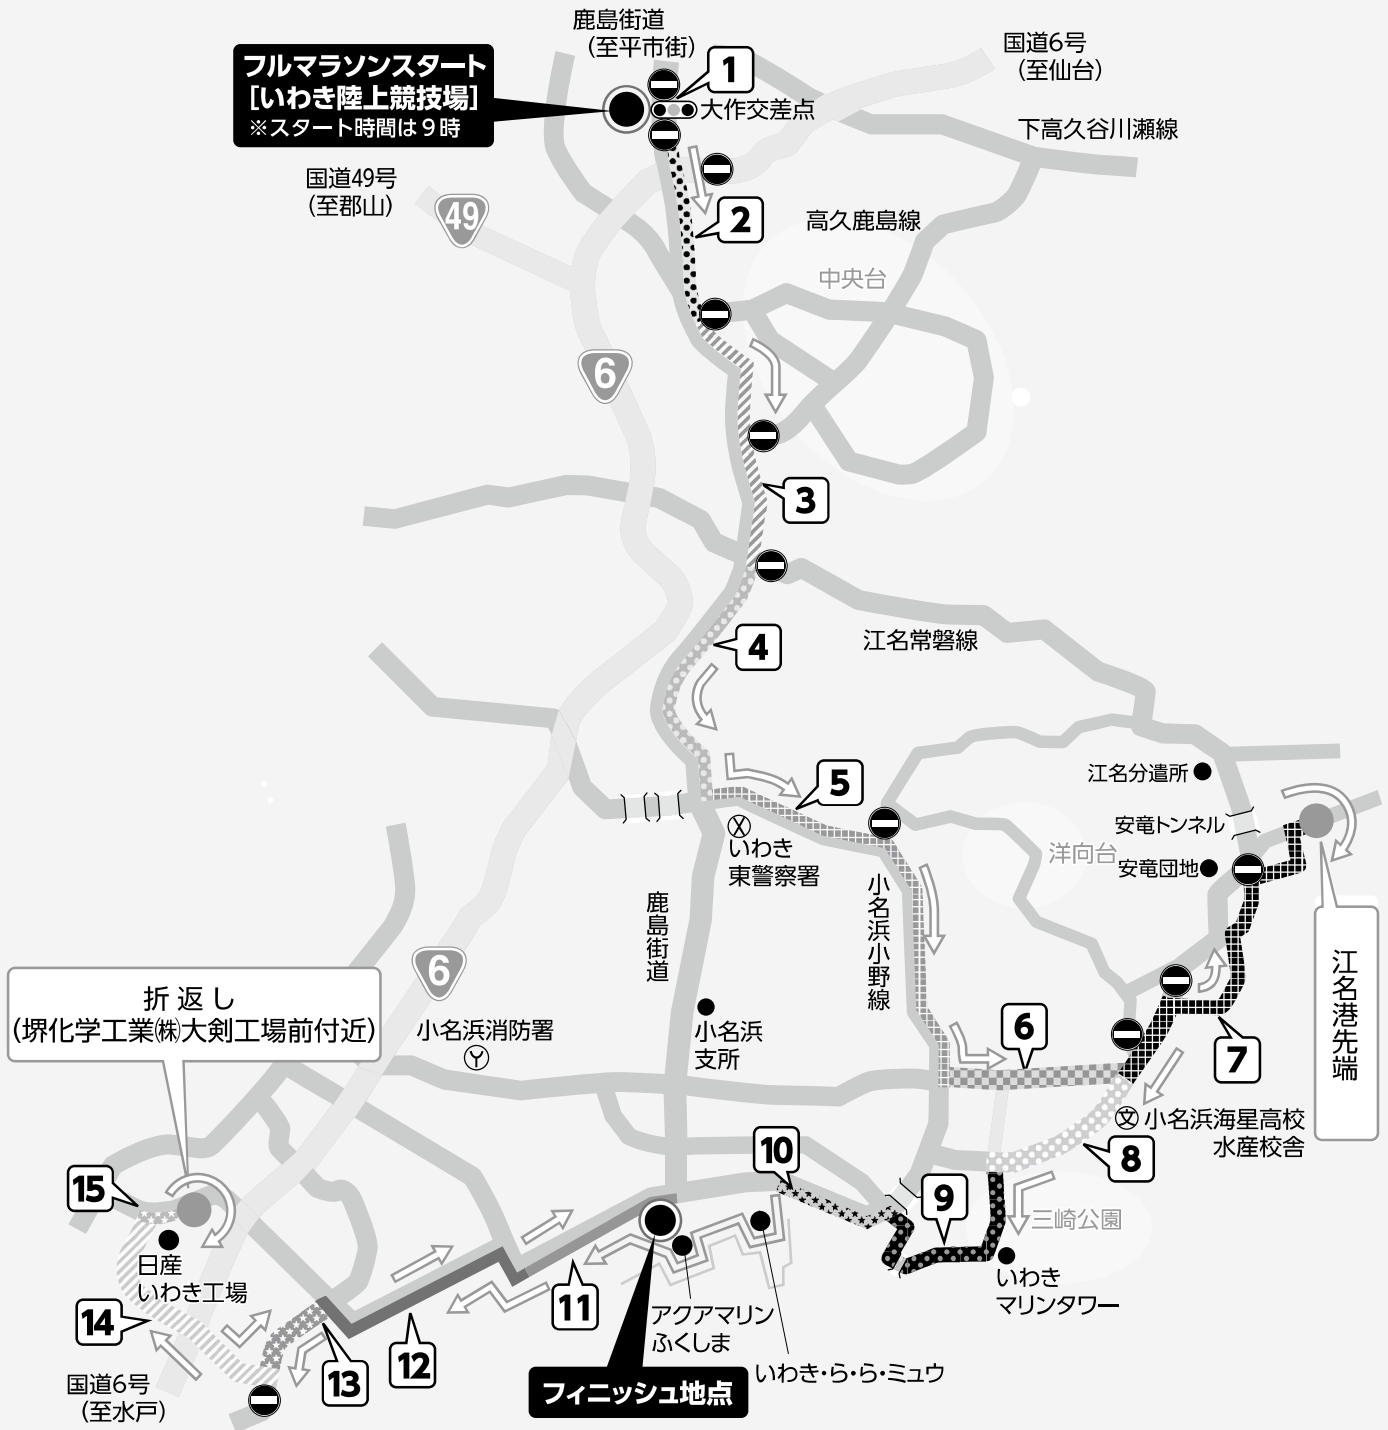 鹿島街道
（至平市街）
国道6号
（至仙台）
フルマラソンスタート
［いわき陸上競技場］
※スタート時間は9時
1
大作交差点
下高久谷川瀬線
国道49号
（至郡山）
49
2
高久鹿島線
中央台
6
3
4
江名常磐線
5
江名分遣所
安竜トンネル
洋向台
安竜団地
いわき
東警察署
小名浜小野線
鹿島街道
江名港先端
6
折返し
（堺化学工業㈱大剣工場前付近）
小名浜消防署
小名浜
支所
6
7
文 小名浜海星高校
水産校舎
8
10
9
三崎公園
15
日産
いわき工場
いわき
マリンタワー
11
アクアマリン
ふくしま
14
12
13
いわき・ら・ら・ミュウ
フィニッシュ地点
国道6号
（至水戸）